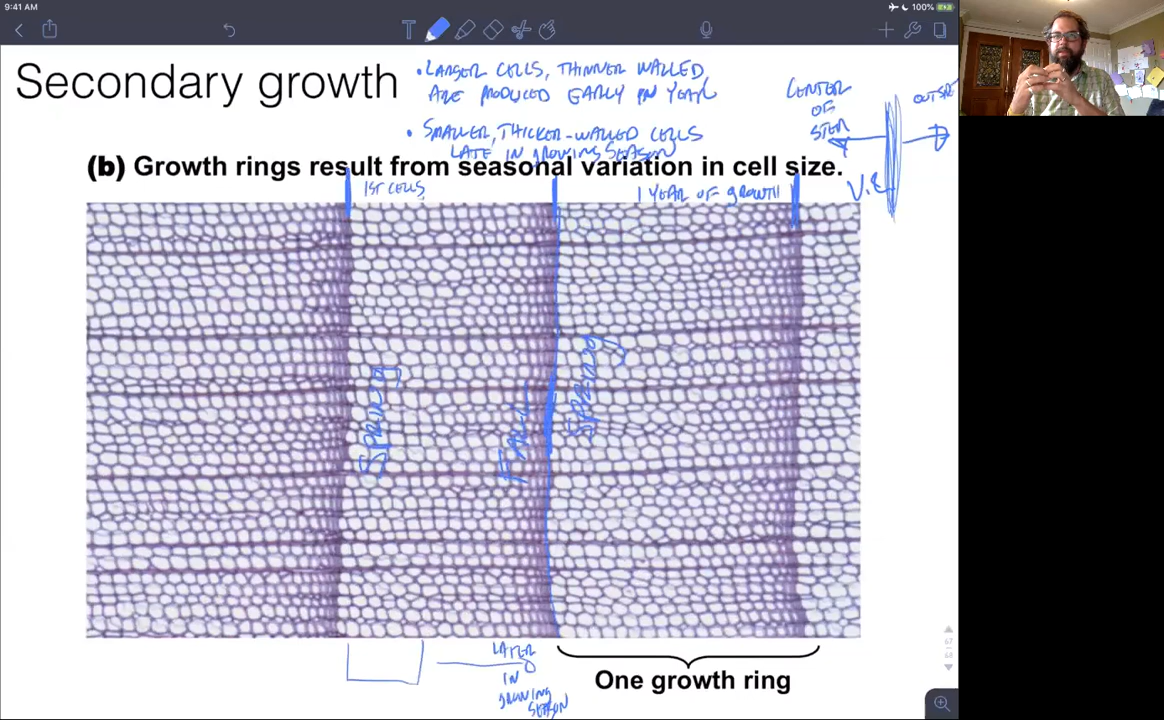 9:41 AM
100%
T
Secondary growth
• LARGER CELLS, THINNER WALLED
ARE PRODUCED EARLY IN YEAR
• SMALLER, THICKER-WALLED CELLS
LATE IN GROWING SEASON
CENTER
OF
STEM
V.C
(b) Growth rings result from seasonal variation in cell size.
1ST CELLS
1 YEAR OF GROWTH
SPRING
FALL
SPRING
LATER
IN
GROWING
SEASON
One growth ring
67
68